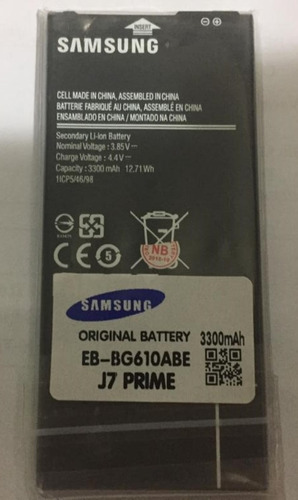 INSERT
SAMSUNG
CELL MADE IN CHINA, ASSEMBLED IN CHINA
BATTERIE FABRIQUÉ AU CHINA, ASSEMBLÉ EN CHINA
ENSAMBLADO EN CHINA / MONTADO NA CHINA
Secondary Li-Ion Battery
Nominal Voltage : 3.85V⎓
Charge Voltage : 4.4V⎓
Capacity : 3300 mAh 12.71 Wh
1ICP5/46/98
CE
5
NB
SAMSUNG
ORIGINAL BATTERY 3300mAh
EB-BG610ABE
J7 PRIME